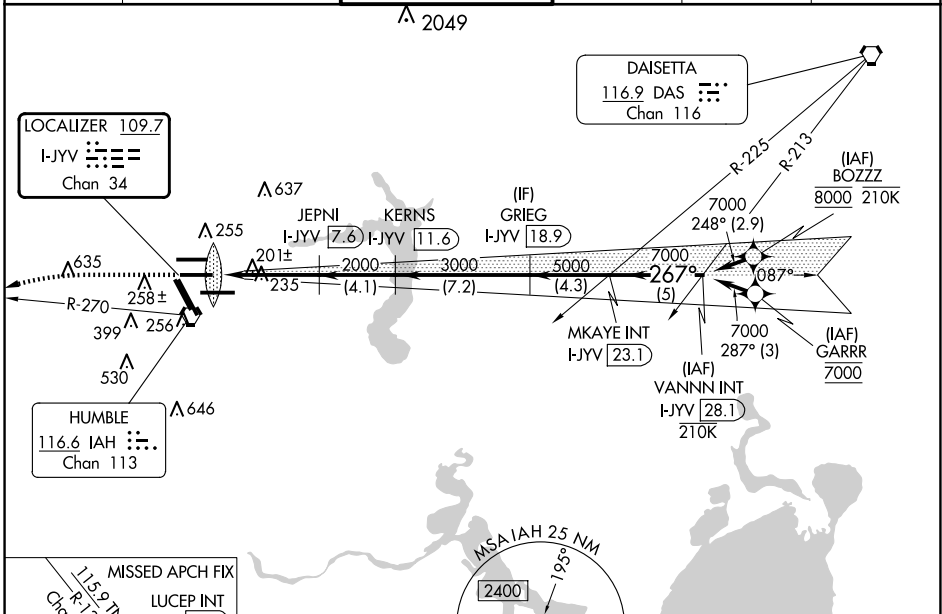 2049
DAISETTA
116.9 DAS
Chan 116
LOCALIZER 109.7
I-JYV
Chan 34
R-225
R-213
(IAF)
BOZZZ
8000 210K
7000
248° (2.9)
637
JEPNI
I-JYV 7.6
KERNS
I-JYV 11.6
(IF)
GRIEG
I-JYV 18.9
255
201±
235
2000
(4.1)
3000
(7.2)
5000
(4.3)
7000
267°
(5)
087°
635
258±
R-270
399
256
530
MKAYE INT
I-JYV 23.1
7000
287° (3)
(IAF)
GARRR
7000
(IAF)
VANNN INT
I-JYV 28.1
210K
646
HUMBLE
116.6 IAH
Chan 113
MSA IAH 25 NM
195°
2400
MISSED APCH FIX
LUCEP INT
115.9